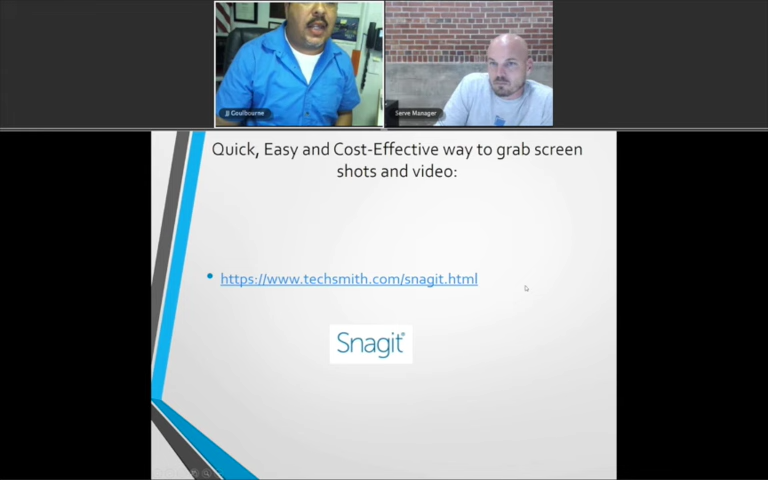 JJ Coulbourne
Serve Manager
Quick, Easy and Cost-Effective way to grab screen
shots and video:
https://www.techsmith.com/snagit.html
Snagit®